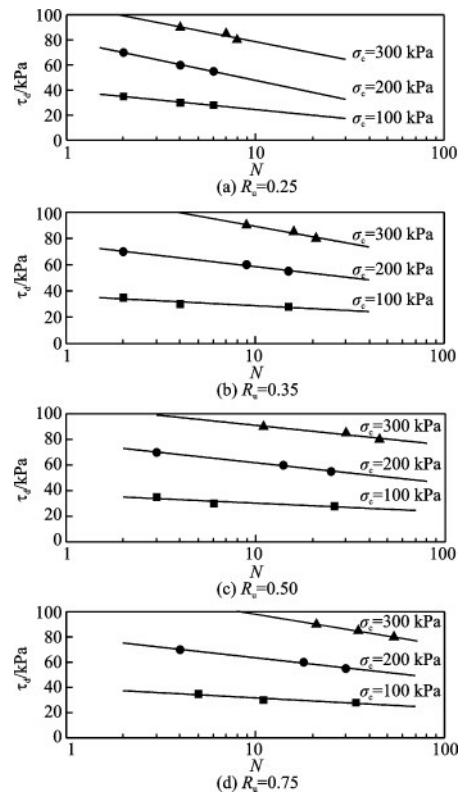 100
80
60
40
20
0
τd/kPa
σc=300 kPa
σc=200 kPa
σc=100 kPa
1
10
100
N
(a) Ru=0.25
100
80
60
40
20
0
τd/kPa
σc=300 kPa
σc=200 kPa
σc=100 kPa
1
10
100
N
(b) Ru=0.35
100
80
60
40
20
0
τd/kPa
σc=300 kPa
σc=200 kPa
σc=100 kPa
1
10
100
N
(c) Ru=0.50
100
80
60
40
20
0
τd/kPa
σc=300 kPa
σc=200 kPa
σc=100 kPa
1
10
100
N
(d) Ru=0.75